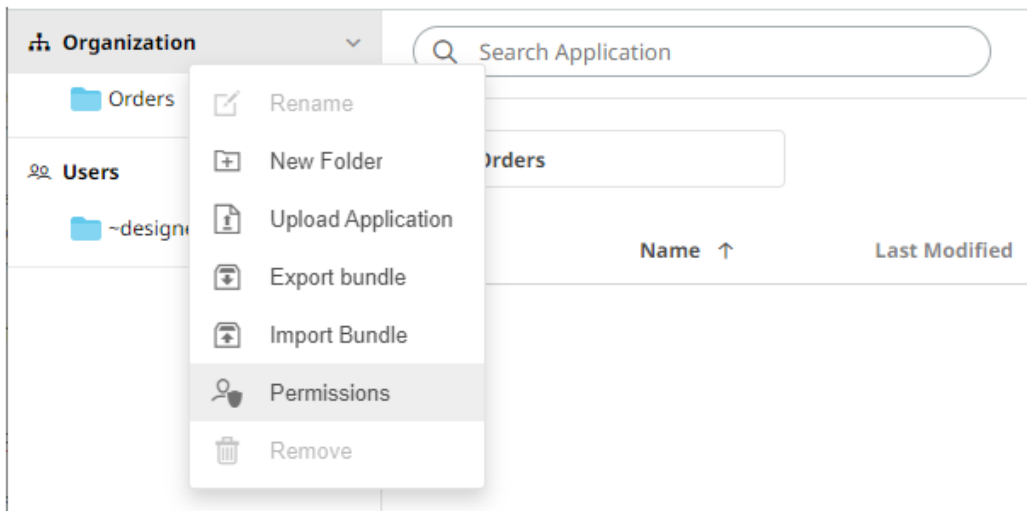 Organization
Search Application
Orders
Rename
New Folder
Orders
Users
Upload Application
~designe
Export bundle
Name ↑
Last Modified
Import Bundle
Permissions
Remove